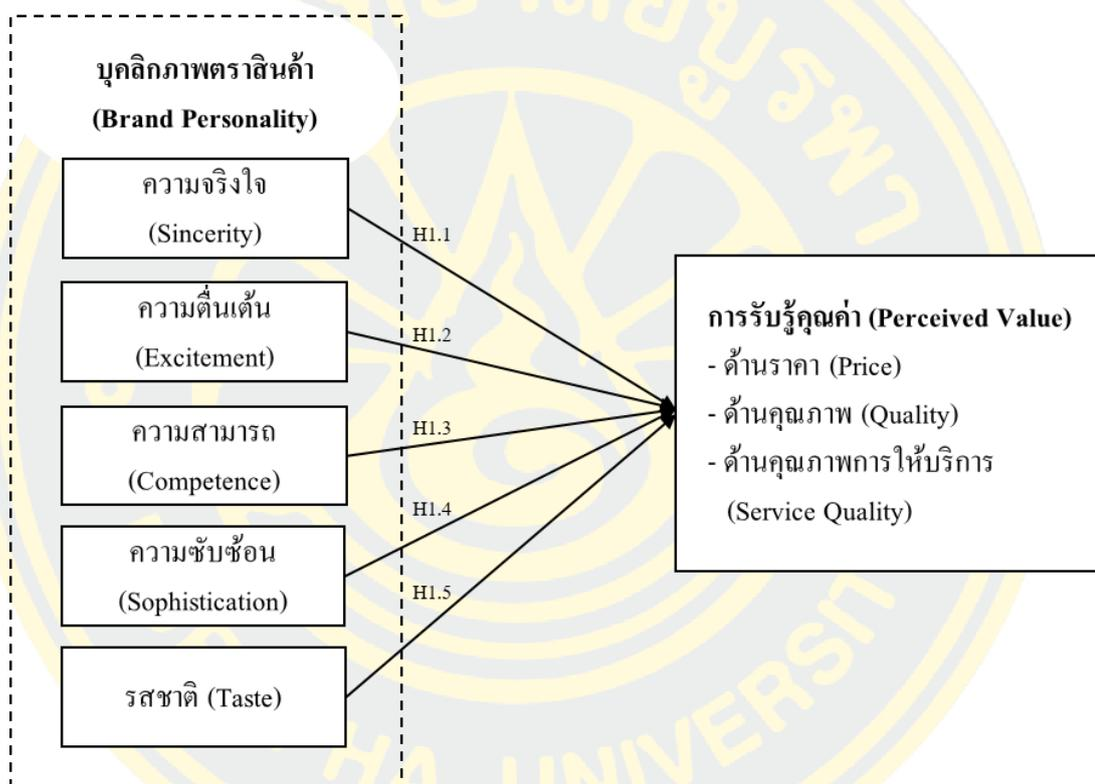 บุคลิกภาพตราสินค้า
(Brand Personality)
ความจริงใจ
(Sincerity)
ความตื่นเต้น
(Excitement)
ความสามารถ
(Competence)
ความซับซ้อน
(Sophistication)
รสชาติ (Taste)
H1.1
H1.2
H1.3
H1.4
H1.5
การรับรู้คุณค่า (Perceived Value)
- ด้านราคา (Price)
- ด้านคุณภาพ (Quality)
- ด้านคุณภาพการให้บริการ
(Service Quality)